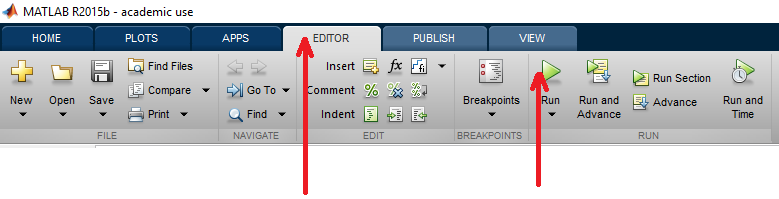 MATLAB R2015b - academic use
HOME PLOTS APPS EDITOR PUBLISH VIEW
New Open Save Find Files Compare Print
FILE
Go To Find
NAVIGATE
Insert fx
Comment % % %
Indent
EDIT
Breakpoints
BREAKPOINTS
Run Run and Advance Run Section Advance Run and Time
RUN